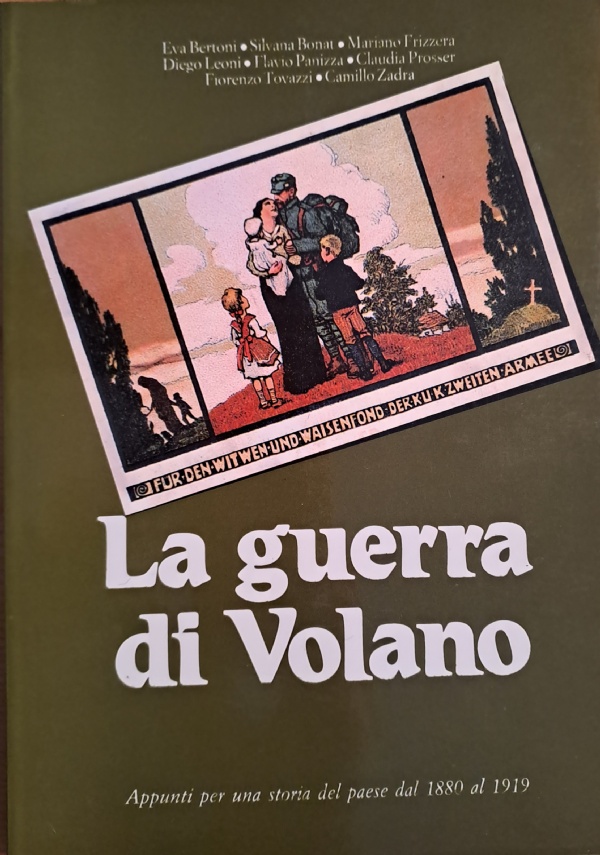 Eva Bertoni • Silvana Bonat • Mariano Frizzera
Diego Leoni • Flavio Panizza • Claudia Prosser
Fiorenzo Tovazzi • Camillo Zadra
FÜR·DEN·WITWEN·UND·WAISENFOND·DER·K.U.K.ZWEITEN·ARMEE
La guerra
di Volano
Appunti per una storia del paese dal 1880 al 1919